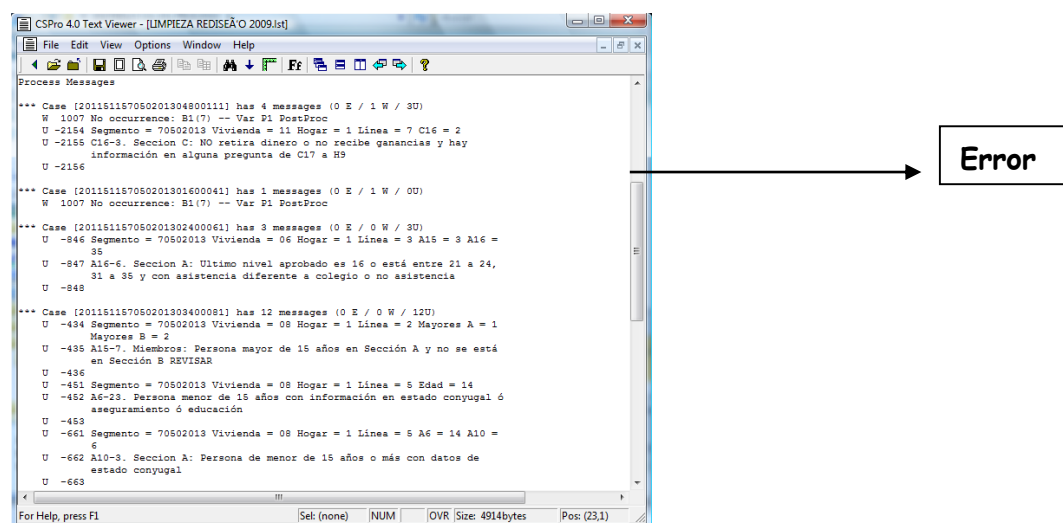 CSPro 4.0 Text Viewer - [LIMPIEZA REDISEÃ'O 2009.lst]
File Edit View Options Window Help
Process Messages
*** Case [201151157050201304800111] has 4 messages (0 E / 1 W / 3U)
W 1007 No occurrence: B1(7) -- Var P1 PostProc
U -2154 Segmento = 70502013 Vivienda = 11 Hogar = 1 Línea = 7 C16 = 2
U -2155 C16-3. Seccion C: NO retira dinero o no recibe ganancias y hay
información en alguna pregunta de C17 a H9
U -2156
*** Case [201151157050201301600041] has 1 messages (0 E / 1 W / 0U)
W 1007 No occurrence: B1(7) -- Var P1 PostProc
*** Case [201151157050201302400061] has 3 messages (0 E / 0 W / 3U)
U -846 Segmento = 70502013 Vivienda = 06 Hogar = 1 Línea = 3 A15 = 3 A16 =
35
U -847 A16-6. Seccion A: Ultimo nivel aprobado es 16 o está entre 21 a 24,
31 a 35 y con asistencia diferente a colegio o no asistencia
U -848
*** Case [201151157050201303400081] has 12 messages (0 E / 0 W / 12U)
U -434 Segmento = 70502013 Vivienda = 08 Hogar = 1 Línea = 2 Mayores A = 1
Mayores B = 2
U -435 A15-7. Miembros: Persona mayor de 15 años en Sección A y no se está
en Sección B REVISAR
U -436
U -451 Segmento = 70502013 Vivienda = 08 Hogar = 1 Línea = 5 Edad = 14
U -452 A6-23. Persona menor de 15 años con información en estado conyugal ó
aseguramiento ó educación
U -453
U -661 Segmento = 70502013 Vivienda = 08 Hogar = 1 Línea = 5 A6 = 14 A10 =
6
U -662 A10-3. Seccion A: Persona de menor de 15 años o más con datos de
estado conyugal
U -663
For Help, press F1 Sel: (none) NUM OVR Size: 4914bytes Pos: (23,1)
Error